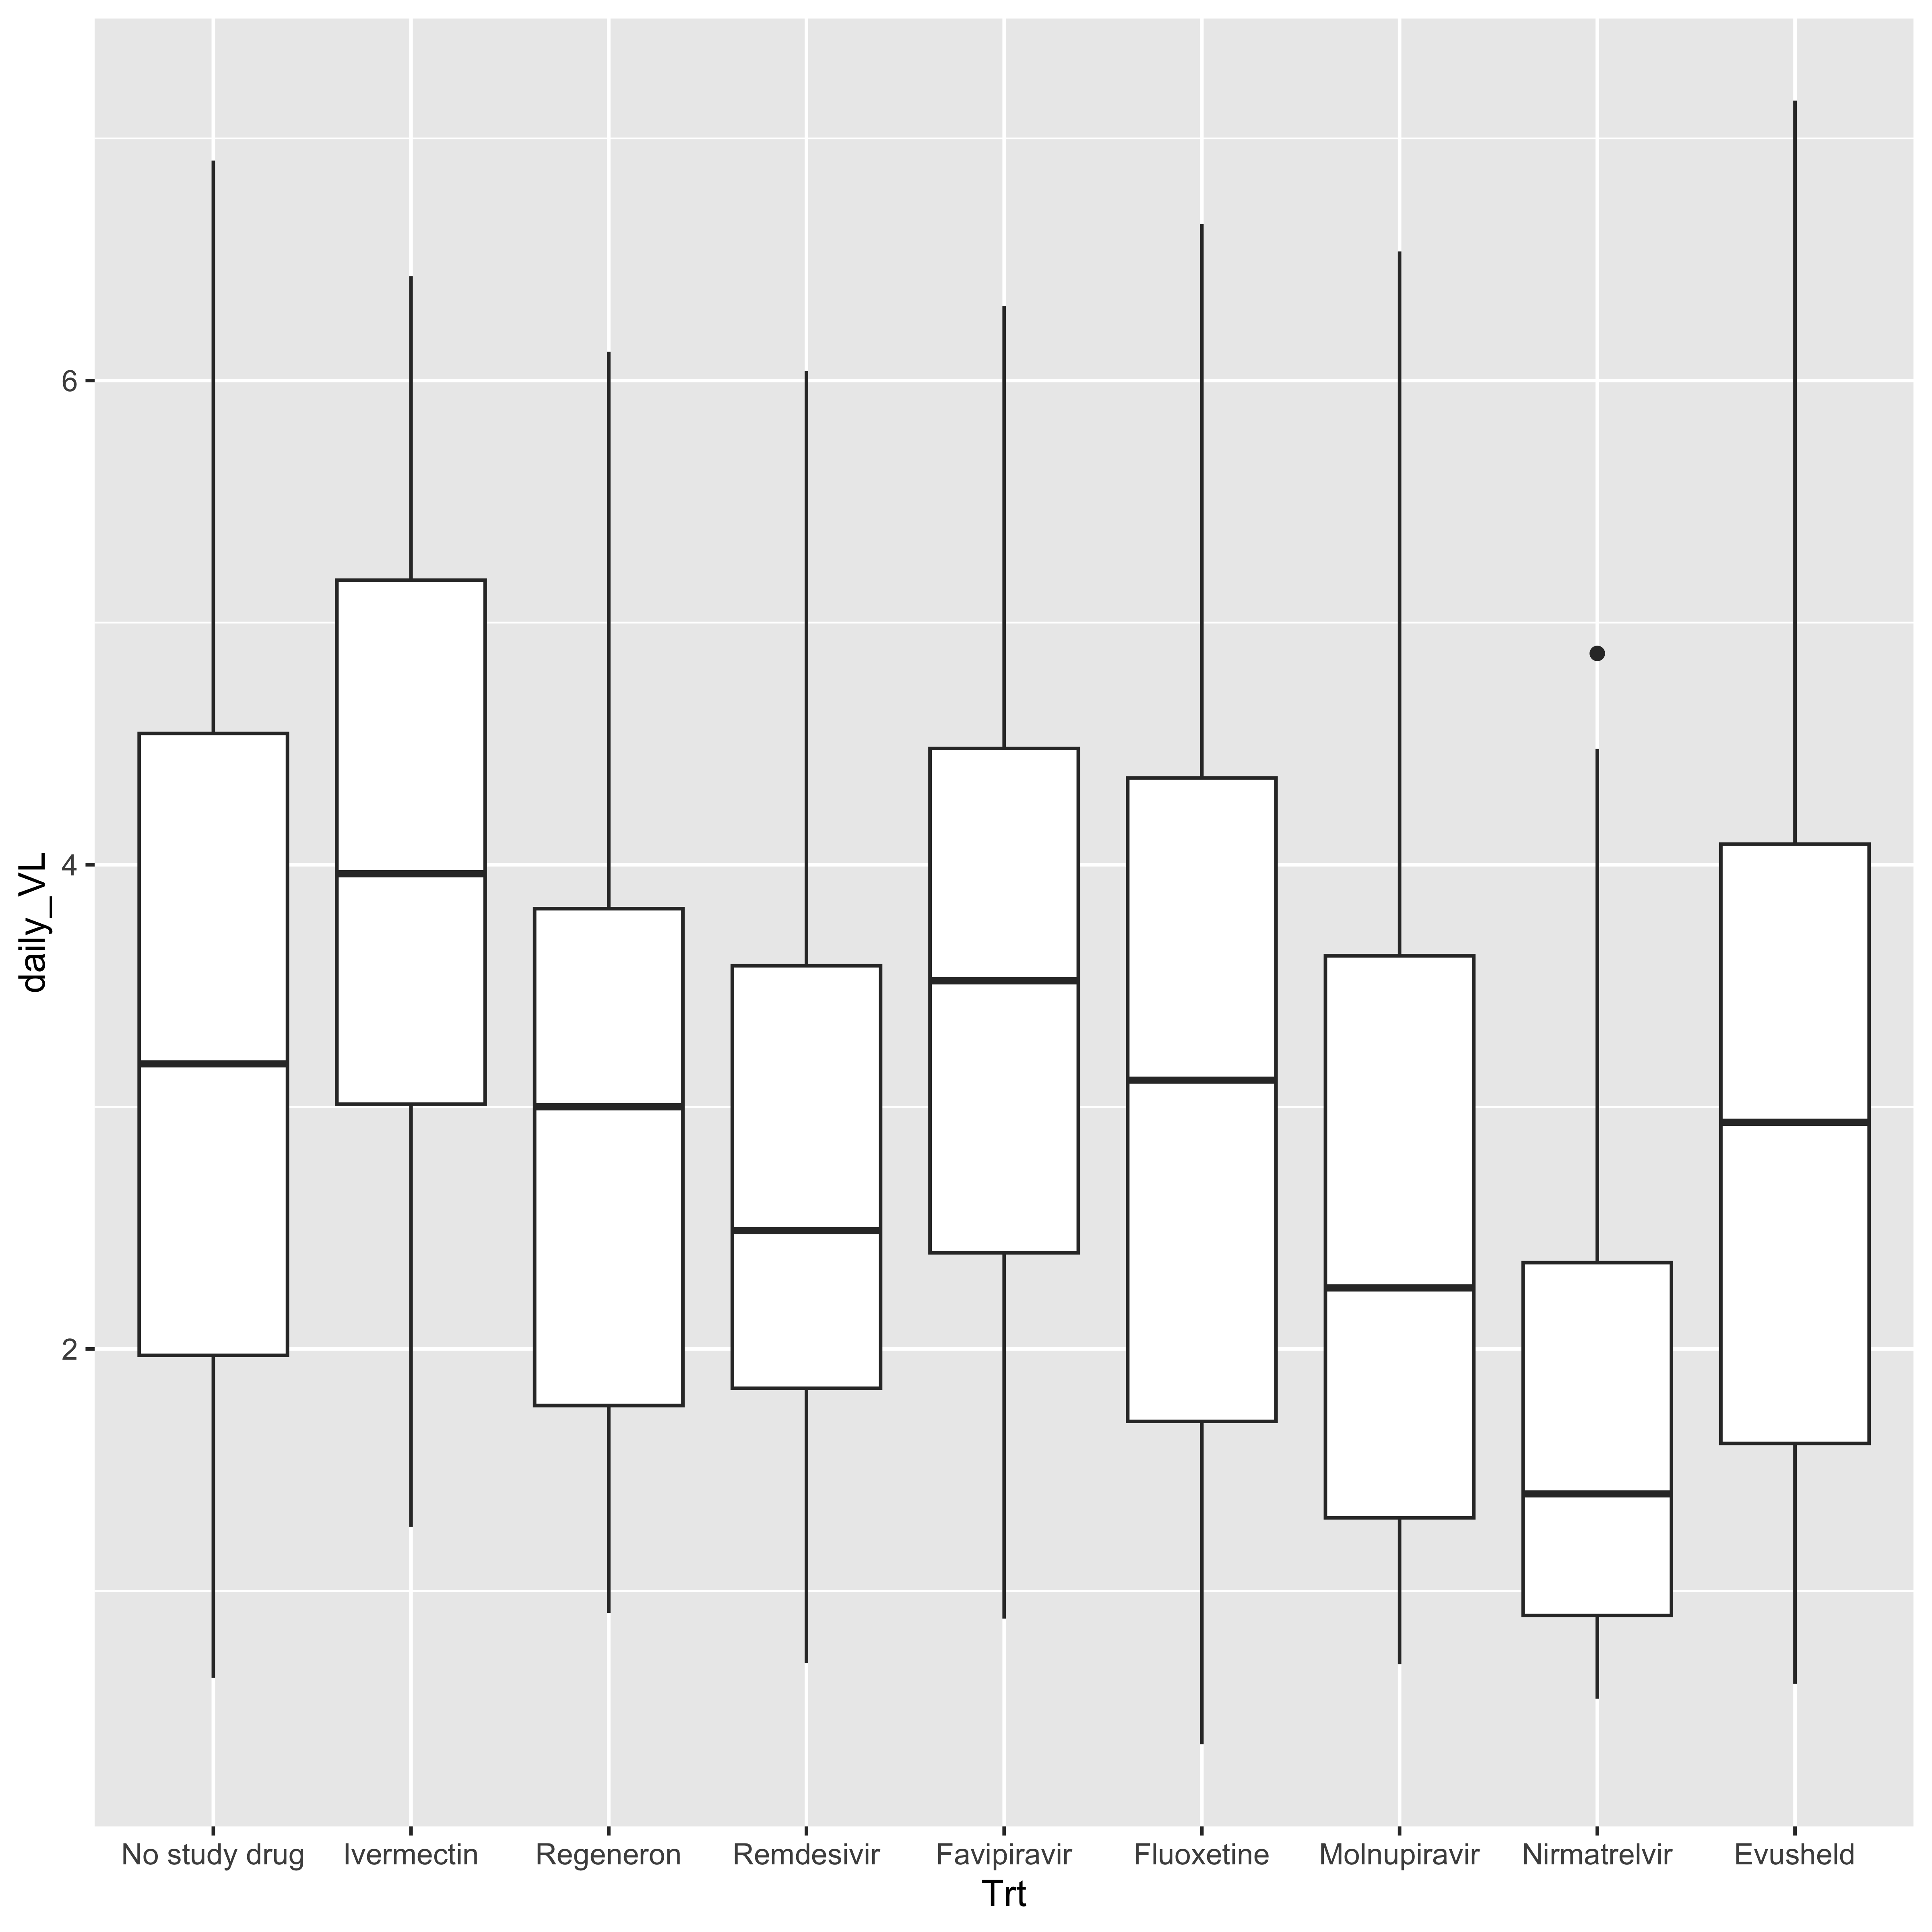 daily_VL
6
4
2
No study drug Ivermectin Regeneron Remdesivir Favipiravir Fluoxetine Molnupiravir Nirmatrelvir Evusheld
Trt